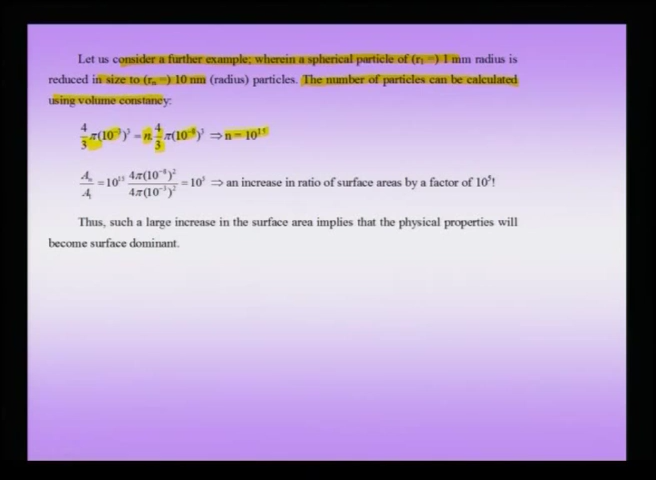 Let us consider a further example; wherein a spherical particle of (r₁ =) 1 mm radius is
reduced in size to (rₙ =) 10 nm (radius) particles. The number of particles can be calculated
using volume constancy:
4/3 π(10⁻³)³ = n 4/3 π(10⁻⁸)³ ⇒ n = 10¹⁵
Aₙ/A₁ = 10¹⁵ 4π(10⁻⁸)²/4π(10⁻³)² = 10⁵ ⇒ an increase in ratio of surface areas by a factor of 10⁵!
Thus, such a large increase in the surface area implies that the physical properties will
become surface dominant.